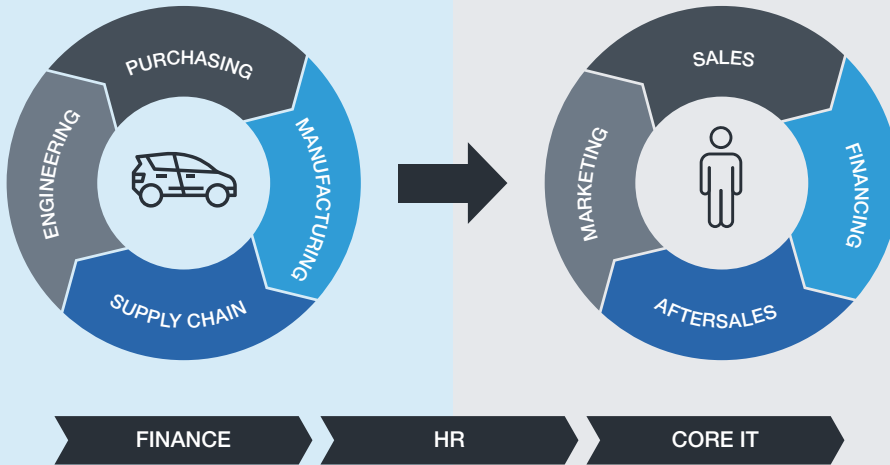 PURCHASING
MANUFACTURING
SUPPLY CHAIN
ENGINEERING
SALES
FINANCING
AFTERSALES
MARKETING
FINANCE
HR
CORE IT